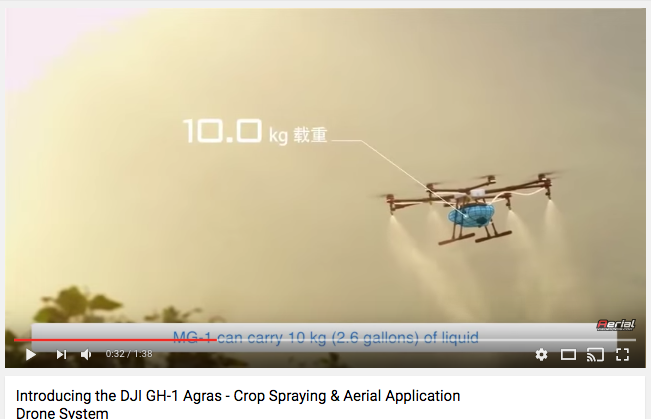 10.0 kg 载重
Aerial
MG-1 can carry 10 kg (2.6 gallons) of liquid
0:32 / 1:38
Introducing the DJI GH-1 Agras - Crop Spraying & Aerial Application
Drone System